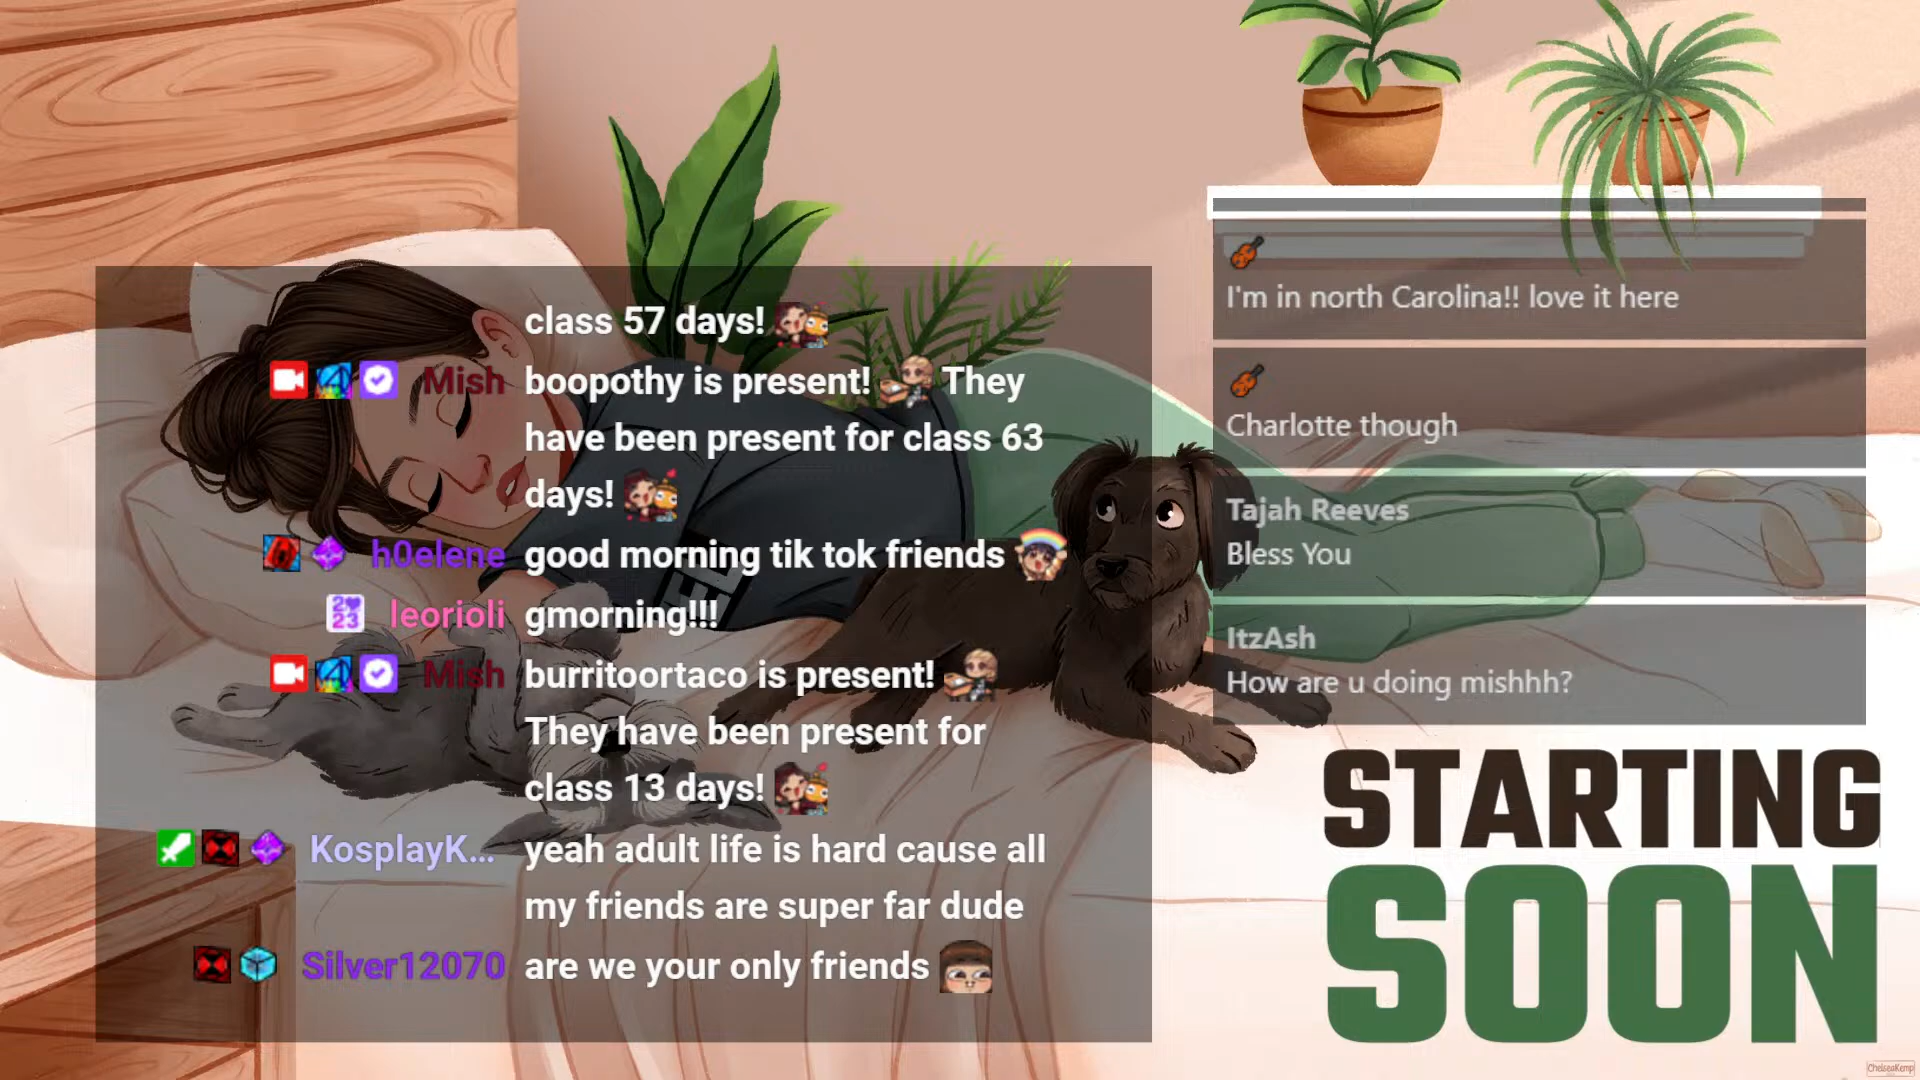 class 57 days!
Mish boopothy is present! They
have been present for class 63
days!
h0elene good morning tik tok friends
leorioli gmorning!!!
Mish burritoortaco is present!
They have been present for
class 13 days!
KosplayK... yeah adult life is hard cause all
my friends are super far dude
Silver12070 are we your only friends
I'm in north Carolina!! love it here
Charlotte though
Tajah Reeves
Bless You
ItzAsh
How are u doing mishhh?
STARTING
SOON
ChelseaKemp